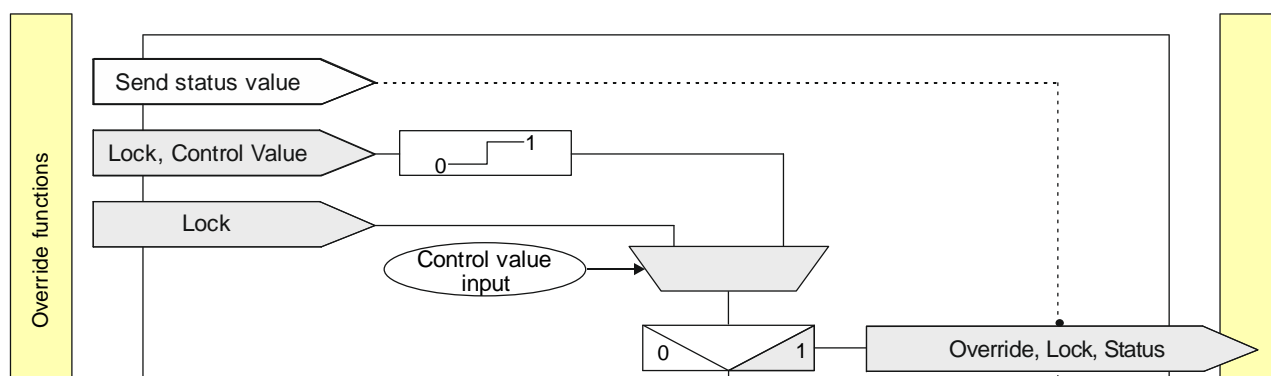 Override functions
Send status value
Lock, Control Value
0 1
Lock
Control value
input
0 1
Override, Lock, Status